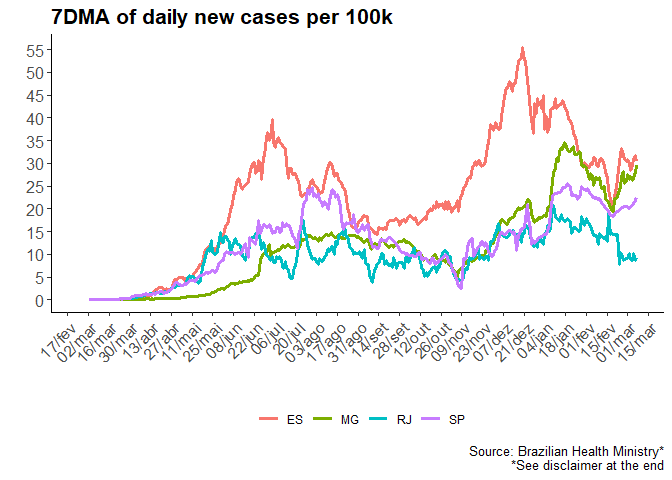 7DMA of daily new cases per 100k
55
50
45
40
35
30
25
20
15
10
5
0
17/fev
02/mar
16/mar
30/mar
13/abr
27/abr
11/mai
25/mai
08/jun
22/jun
06/jul
20/jul
03/ago
17/ago
31/ago
14/set
28/set
12/out
26/out
09/nov
23/nov
07/dez
21/dez
04/jan
18/jan
01/fev
15/fev
01/mar
15/mar
ES MG RJ SP
Source: Brazilian Health Ministry*
*See disclaimer at the end